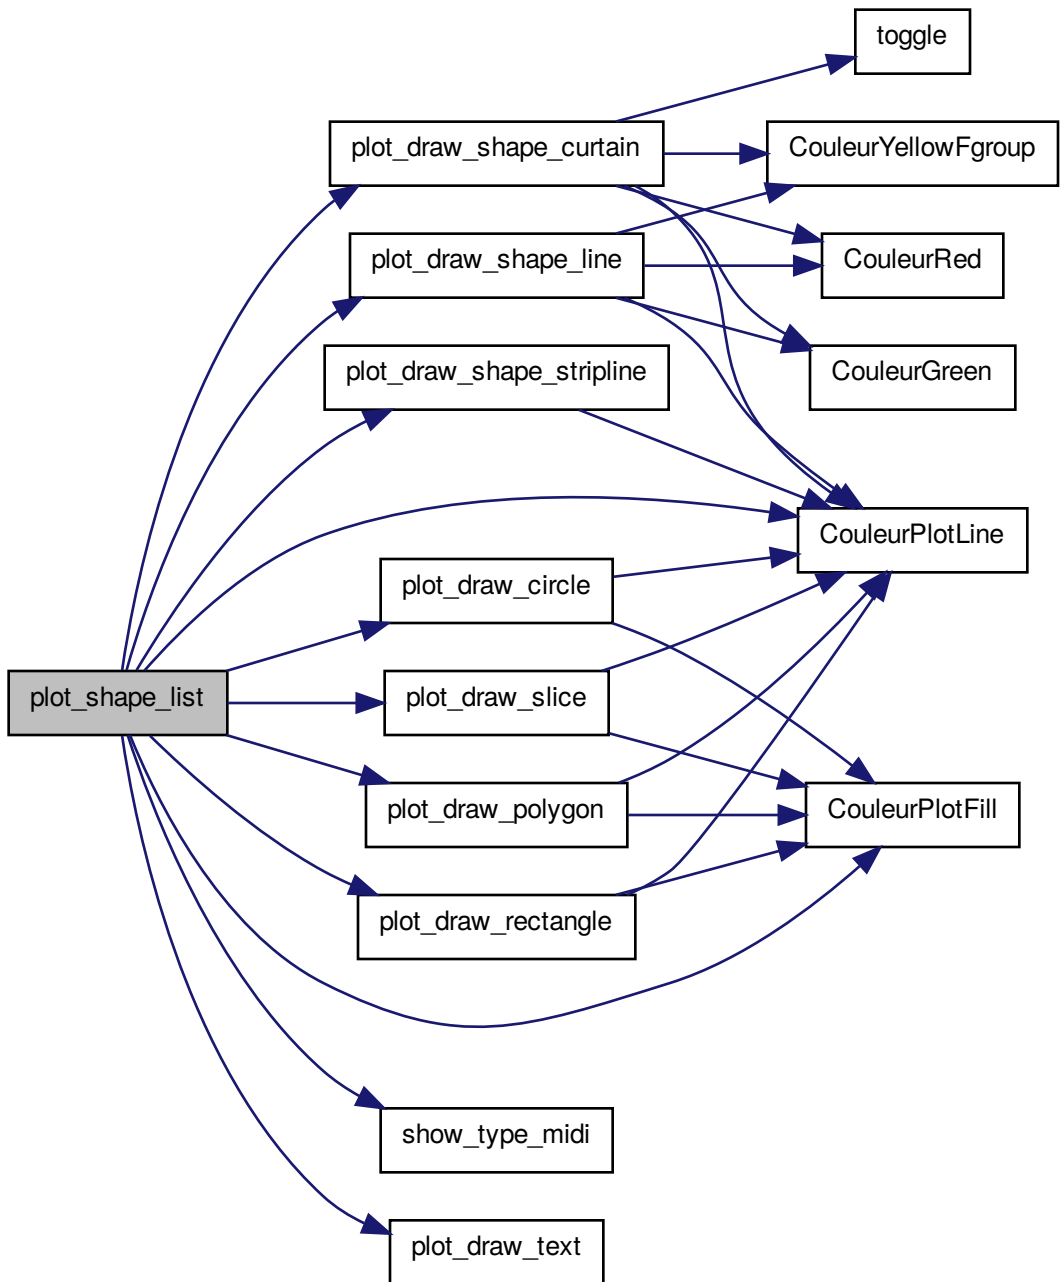 toggle
plot_draw_shape_curtain
CouleurYellowFgroup
plot_draw_shape_line
CouleurRed
plot_draw_shape_stripline
CouleurGreen
CouleurPlotLine
plot_draw_circle
plot_shape_list
plot_draw_slice
plot_draw_polygon
CouleurPlotFill
plot_draw_rectangle
show_type_midi
plot_draw_text